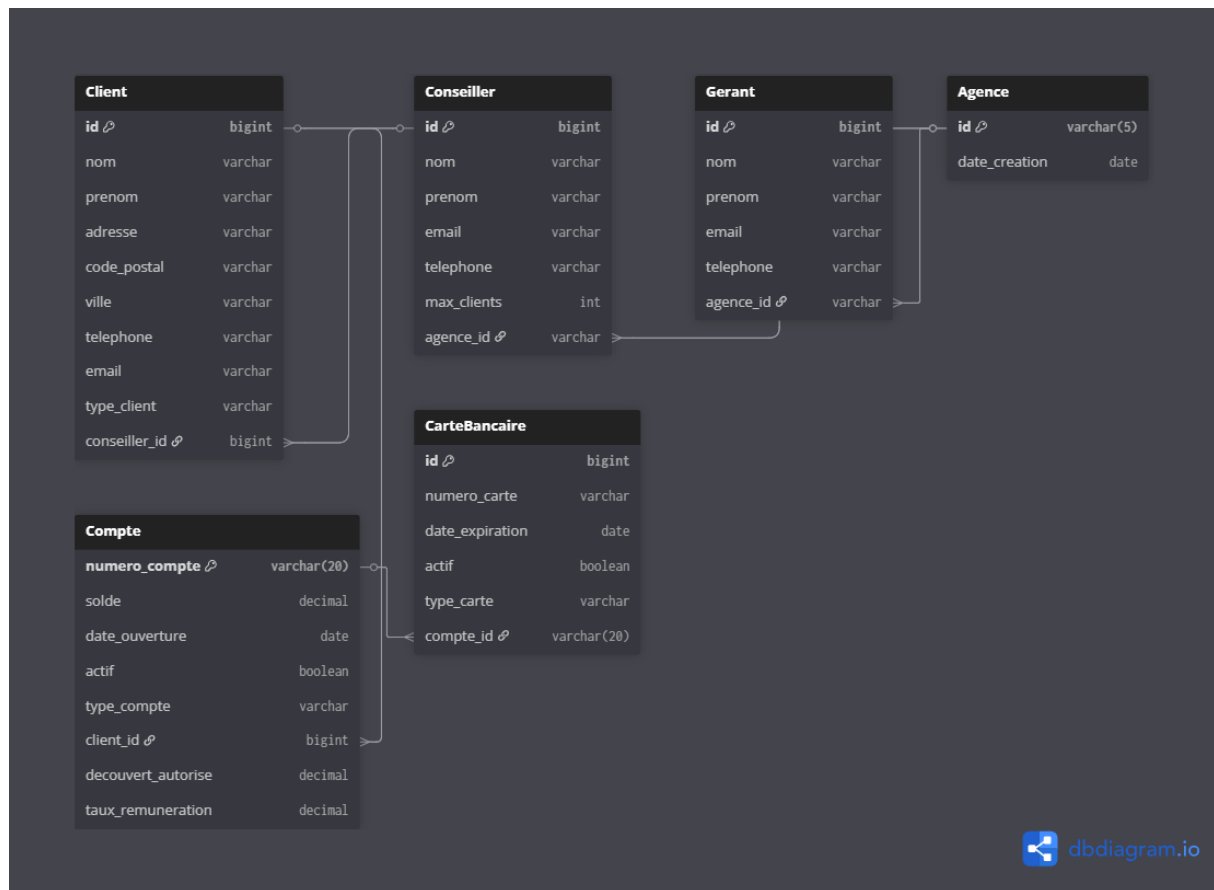 Client
id bigint
nom varchar
prenom varchar
adresse varchar
code_postal varchar
ville varchar
telephone varchar
email varchar
type_client varchar
conseiller_id bigint
Conseiller
id bigint
nom varchar
prenom varchar
email varchar
telephone varchar
max_clients int
agence_id varchar
Gerant
id bigint
nom varchar
prenom varchar
email varchar
telephone varchar
agence_id varchar
Agence
id varchar(5)
date_creation date
Compte
numero_compte varchar(20)
solde decimal
date_ouverture date
actif boolean
type_compte varchar
client_id bigint
decouvert_autorise decimal
taux_remuneration decimal
CarteBancaire
id bigint
numero_carte varchar
date_expiration date
actif boolean
type_carte varchar
compte_id varchar(20)
dbdiagram.io